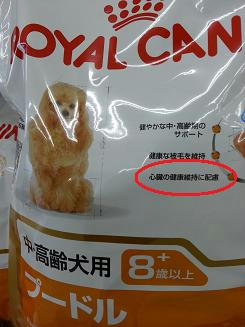 ROYAL CAN
健やかな中・高齢期の
サポート
健康な被毛を維持
心臓の健康維持に配慮
中・高齢犬用
8+
歳以上
プードル